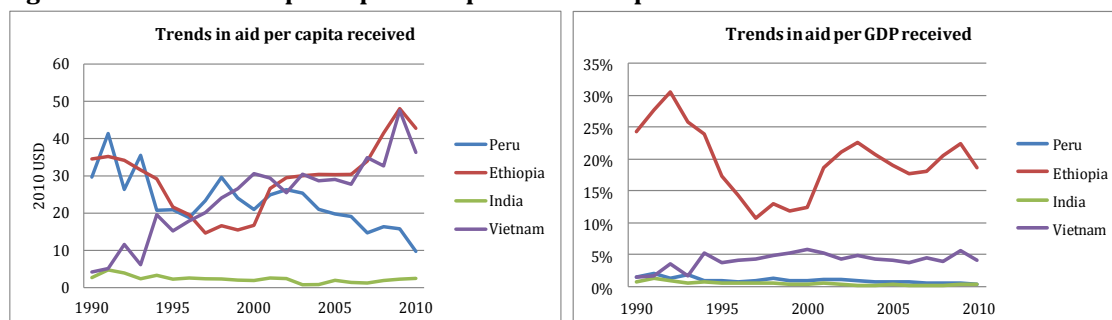 Trends in aid per capita received
60
50
40
30
20
10
0
2010 USD
1990 1995 2000 2005 2010
Peru
Ethiopia
India
Vietnam
Trends in aid per GDP received
35%
30%
25%
20%
15%
10%
5%
0%
1990 1995 2000 2005 2010
Peru
Ethiopia
India
Vietnam